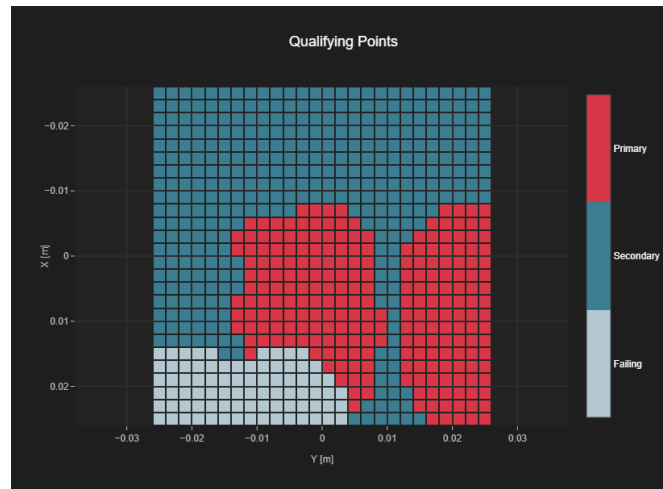 Qualifying Points
−0.02
−0.01
0
0.01
0.02
X [m]
−0.03
−0.02
−0.01
0
0.01
0.02
0.03
Y [m]
Primary
Secondary
Failing